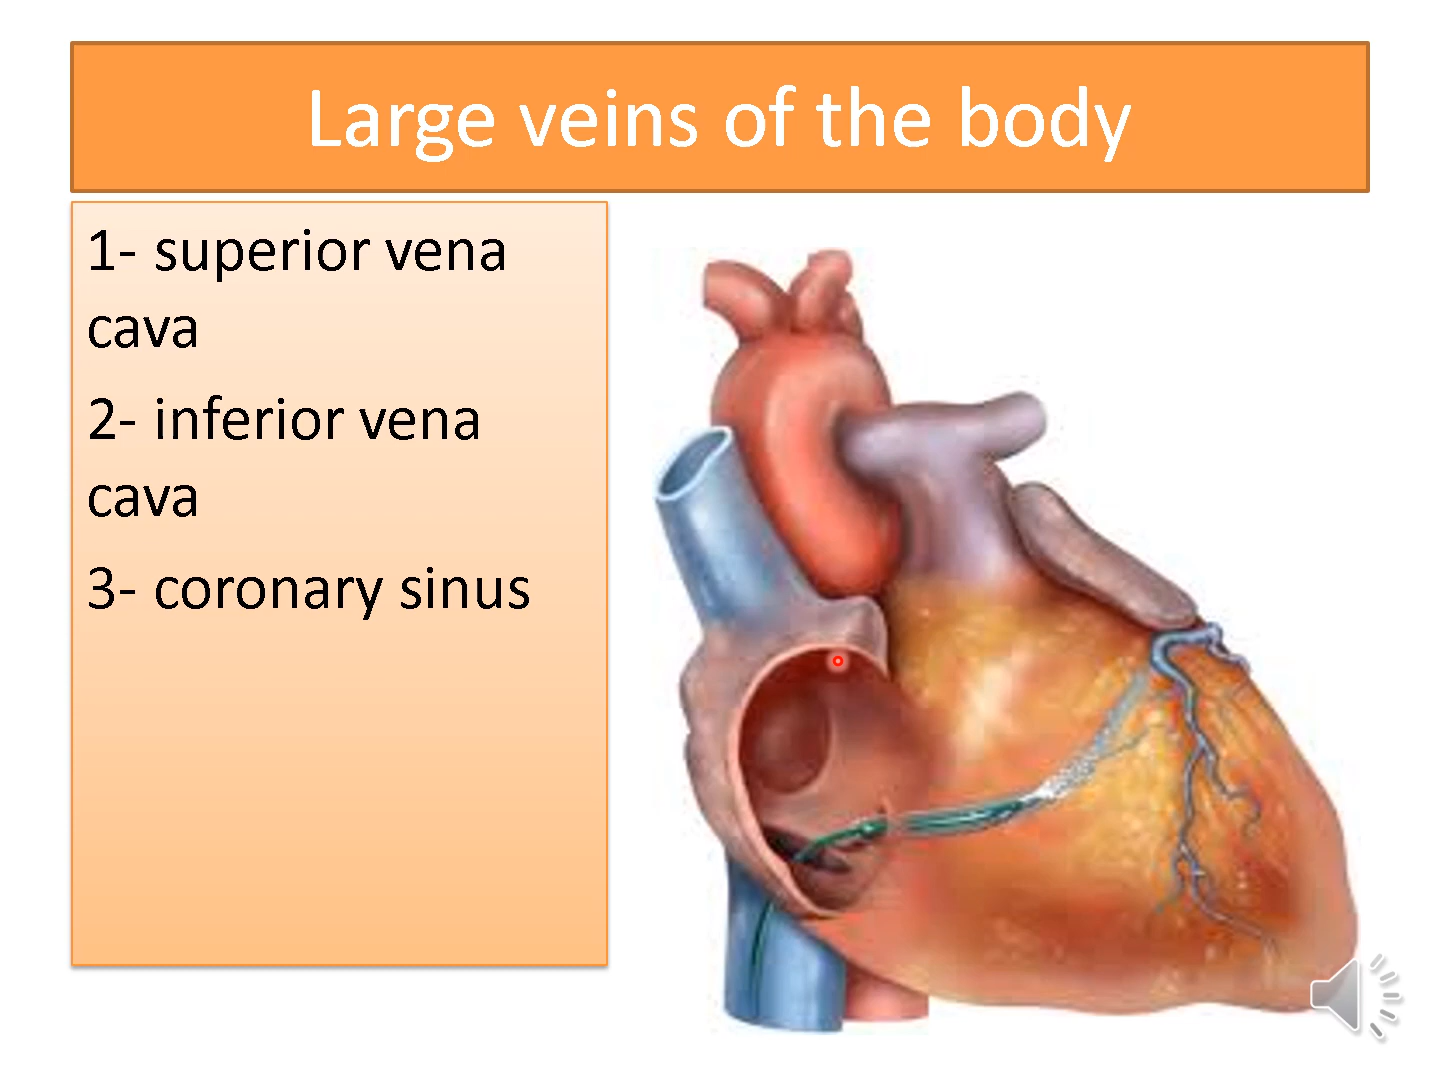 Large veins of the body
1- superior vena
cava
2- inferior vena
cava
3- coronary sinus